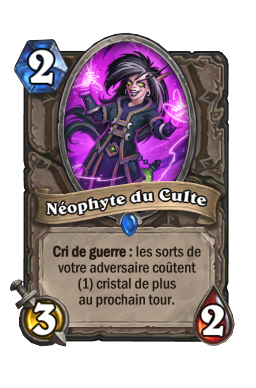 2
Néophyte du Culte
Cri de guerre : les sorts de
votre adversaire coûtent
(1) cristal de plus
au prochain tour.
3
2